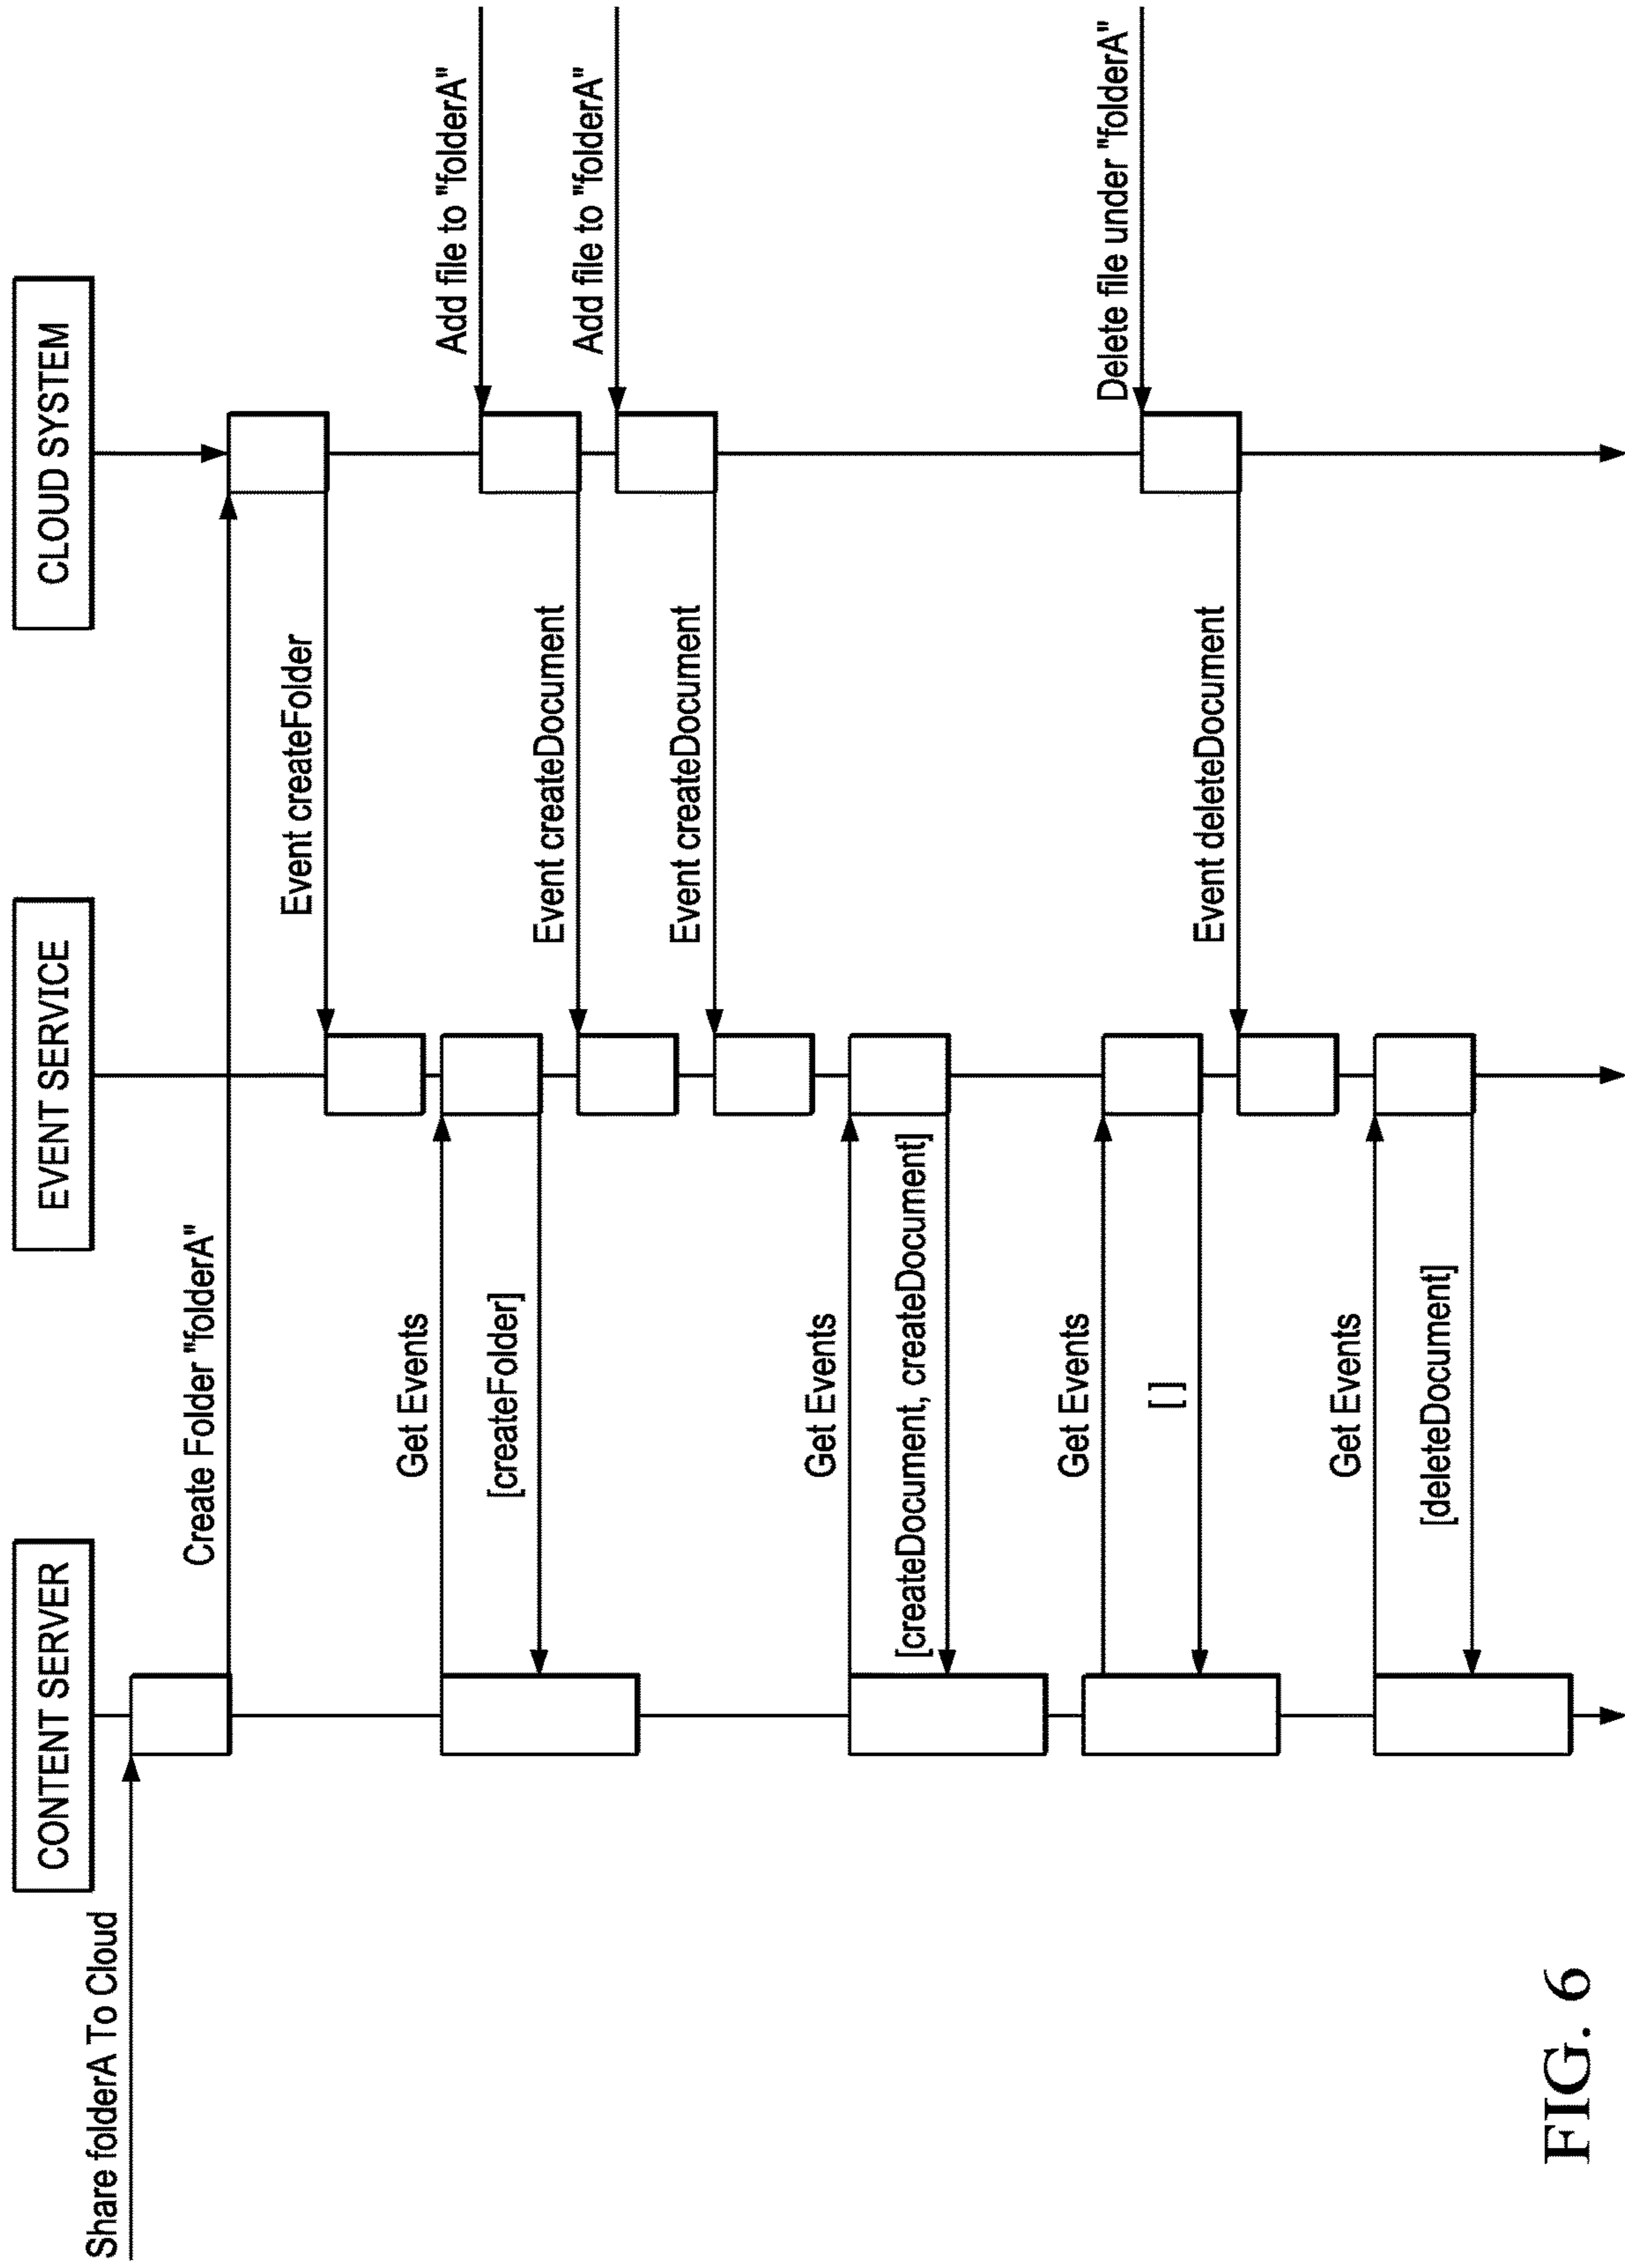 CONTENT SERVER
EVENT SERVICE
CLOUD SYSTEM
Share folderA To Cloud
Create Folder "folderA"
Event createFolder
Get Events
Add file to "folderA"
[createFolder]
Event createDocument
Add file to "folderA"
Event createDocument
Get Events
[createDocument, createDocument]
Get Events
Delete file under "folderA"
[ ]
Event deleteDocument
Get Events
[deleteDocument]
FIG. 6